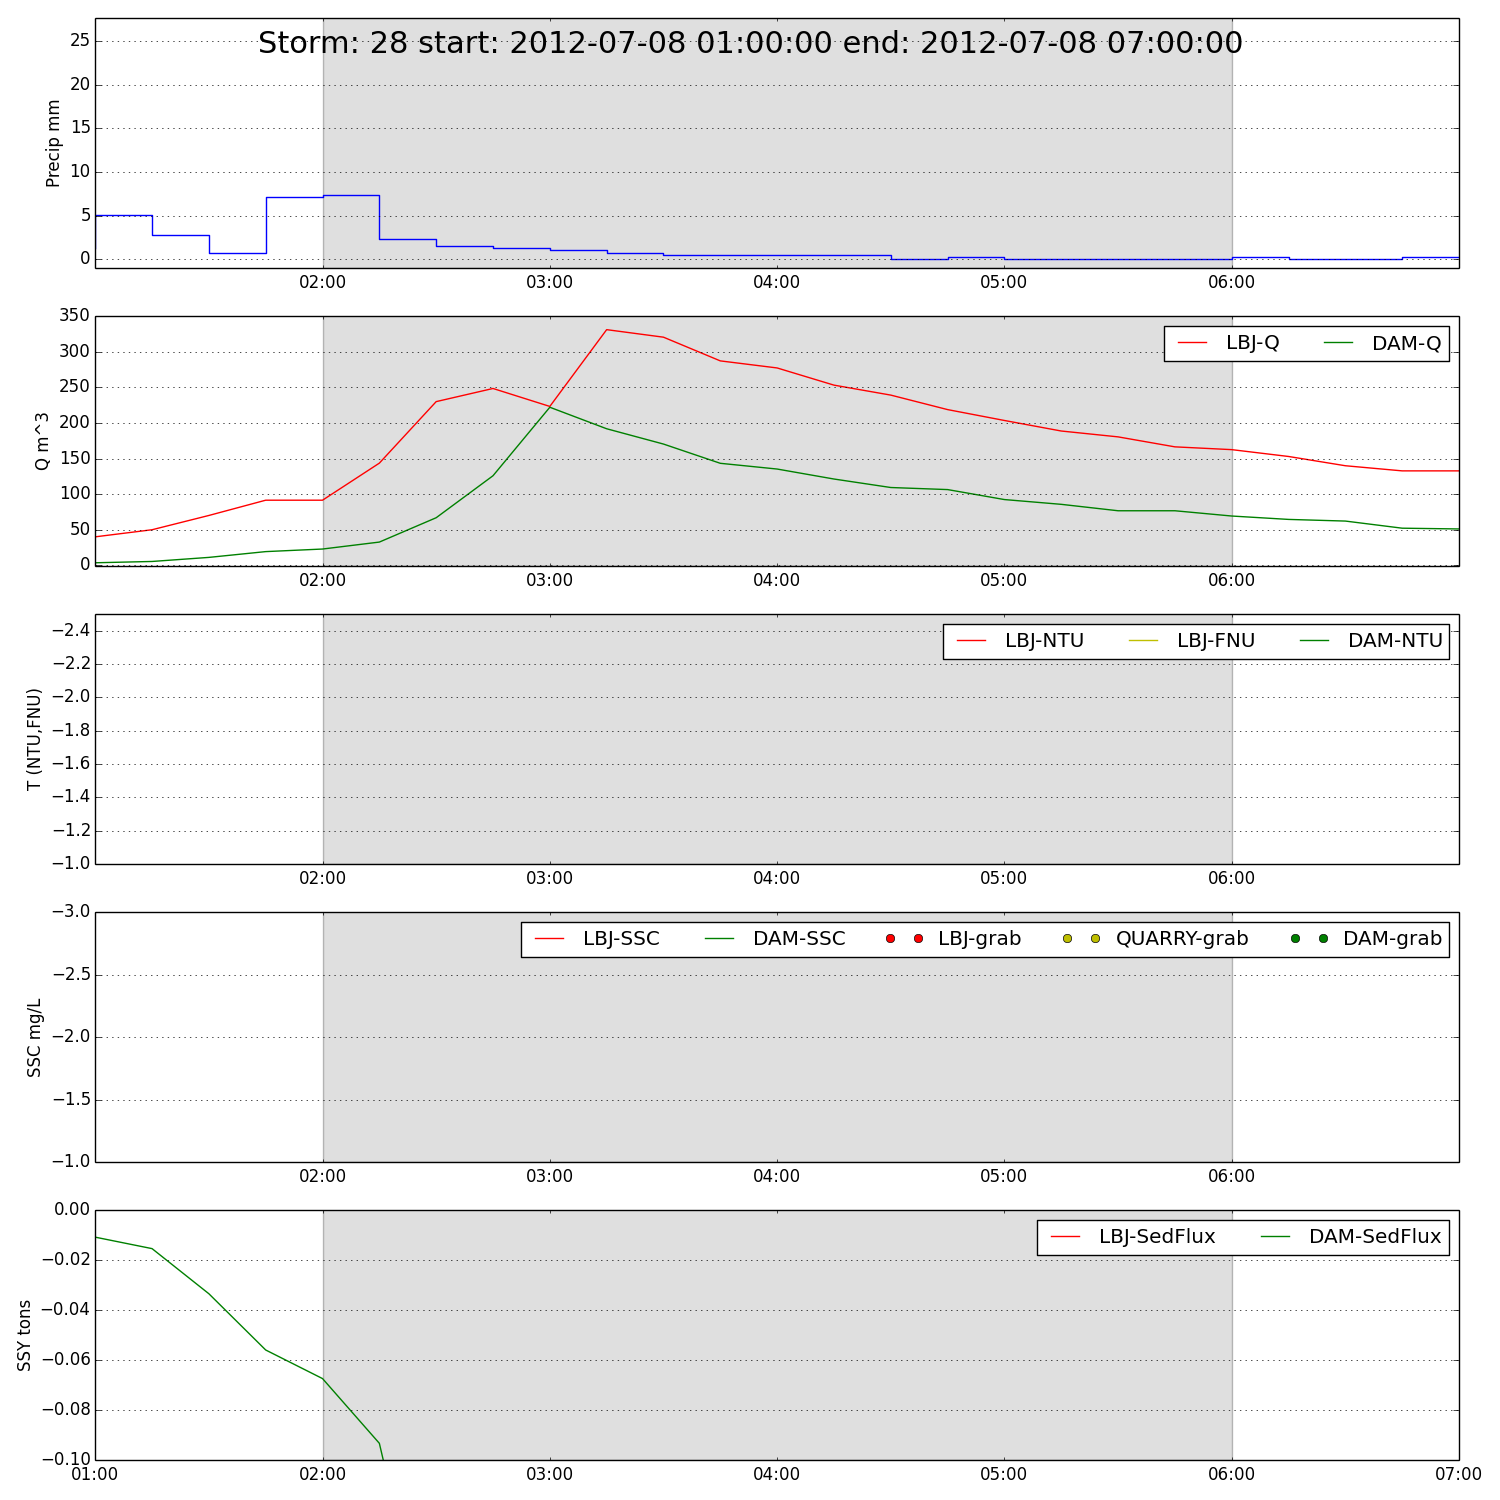 Storm: 28 start: 2012-07-08 01:00:00 end: 2012-07-08 07:00:00
Precip mm
25
20
15
10
5
0
02:00 03:00 04:00 05:00 06:00
Q m^3
350
300
250
200
150
100
50
0
LBJ-Q DAM-Q
02:00 03:00 04:00 05:00 06:00
T (NTU,FNU)
−2.4
−2.2
−2.0
−1.8
−1.6
−1.4
−1.2
−1.0
LBJ-NTU LBJ-FNU DAM-NTU
02:00 03:00 04:00 05:00 06:00
SSC mg/L
−3.0
−2.5
−2.0
−1.5
−1.0
LBJ-SSC DAM-SSC LBJ-grab QUARRY-grab DAM-grab
02:00 03:00 04:00 05:00 06:00
SSY tons
0.00
−0.02
−0.04
−0.06
−0.08
−0.10
LBJ-SedFlux DAM-SedFlux
01:00 02:00 03:00 04:00 05:00 06:00 07:00